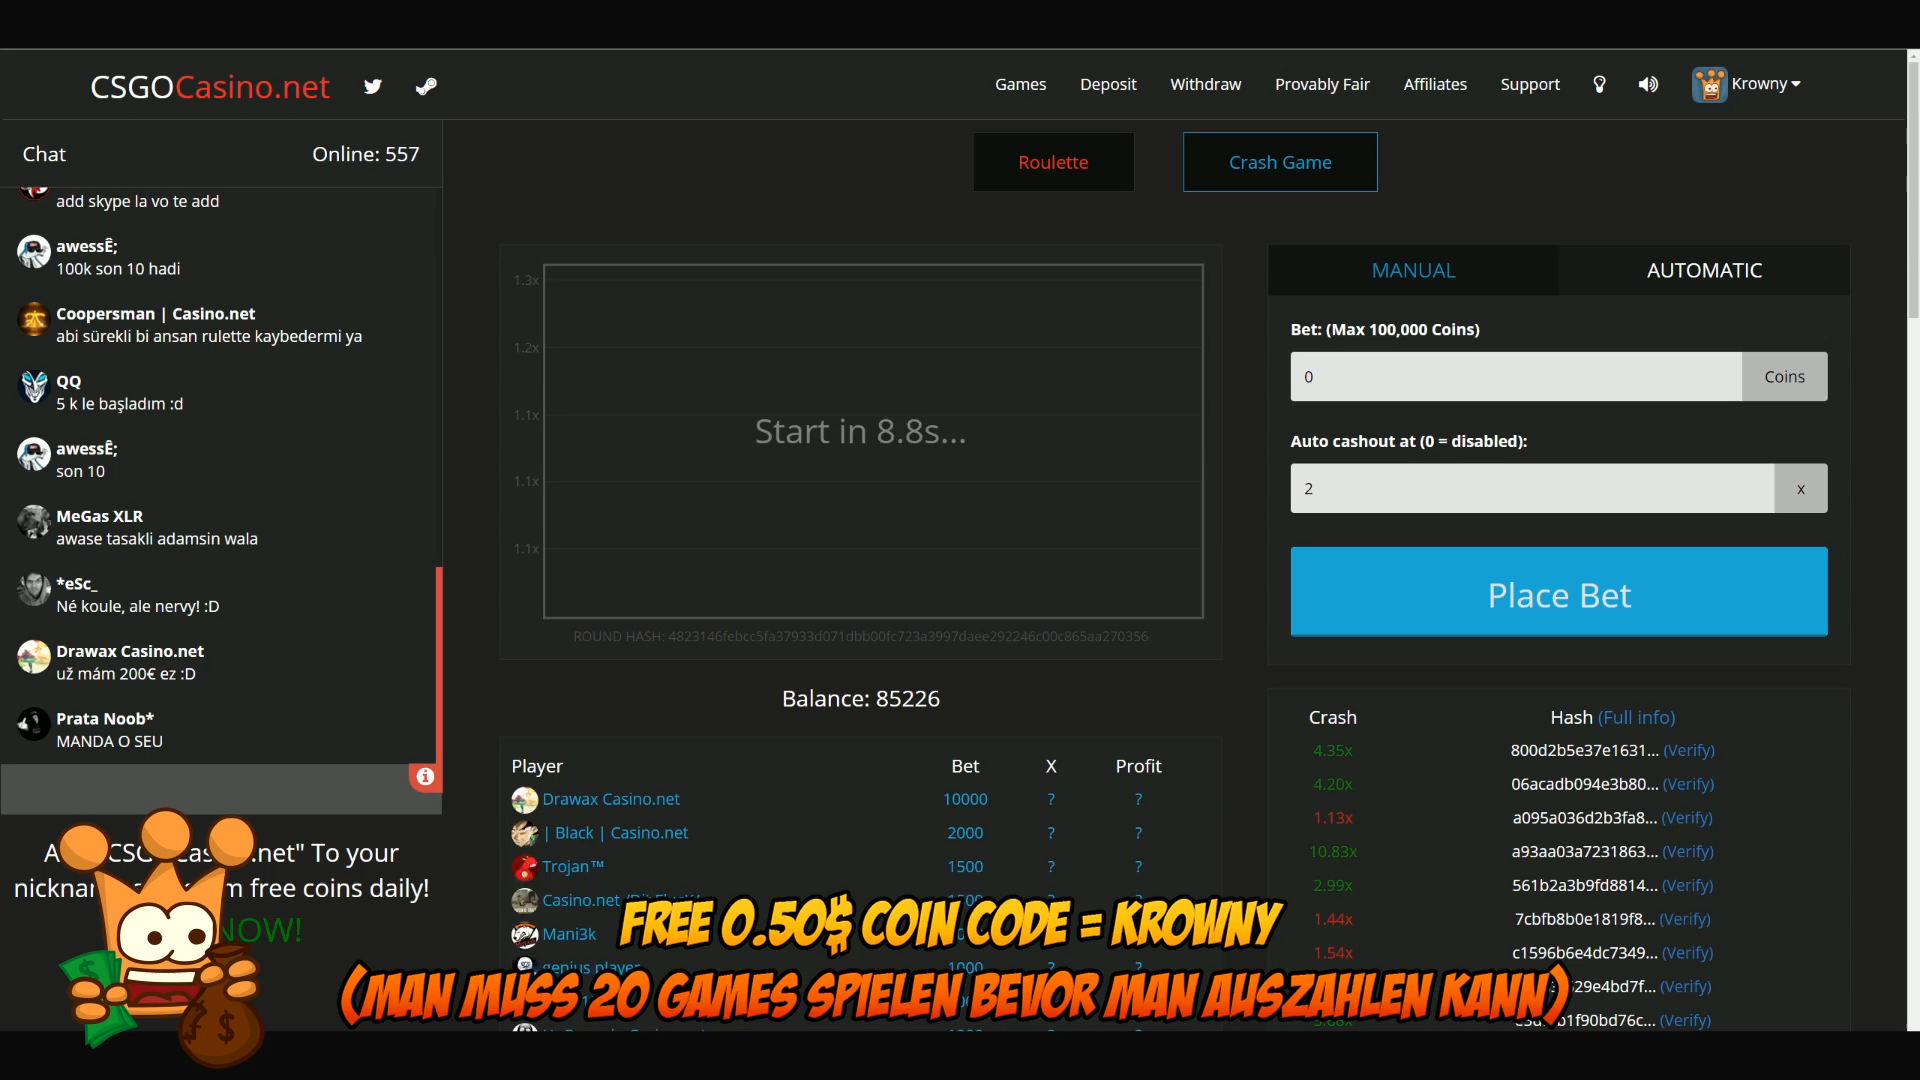 CSGOCasino.net
Games Deposit Withdraw Provably Fair Affiliates Support Krowny
Chat Online: 557
Roulette Crash Game
add skype la vo te add
awessÊ;
100k son 10 hadi
Coopersman | Casino.net
abi sürekli bi ansan rulette kaybedermi ya
QQ
5 k le başladım :d
awessÊ;
son 10
MeGas XLR
awase tasakli adamsin wala
*eSc_
Né koule, ale nervy! :D
Drawax Casino.net
už mám 200€ ez :D
Prata Noob*
MANDA O SEU
To your
free coins daily!
NOW!
1.3x
1.2x
1.1x
1.1x
1.1x
Start in 8.8s...
ROUND HASH: 4823146febcc5fa37933d071dbb00fc723a3997daee292246c00c865aa270356
Balance: 85226
Player Bet X Profit
Drawax Casino.net 10000 ? ?
| Black | Casino.net 2000 ? ?
Trojan™ 1500 ? ?
Casino.net
Mani3k
genius player 1000 ? ?
MANUAL AUTOMATIC
Bet: (Max 100,000 Coins)
0 Coins
Auto cashout at (0 = disabled):
2 x
Place Bet
Crash Hash (Full info)
4.35x 800d2b5e37e1631... (Verify)
4.20x 06acadb094e3b80... (Verify)
1.13x a095a036d2b3fa8... (Verify)
10.83x a93aa03a7231863... (Verify)
2.99x 561b2a3b9fd8814... (Verify)
1.44x 7cbfb8b0e1819f8... (Verify)
1.54x c1596b6e4dc7349... (Verify)
(Verify)
(Verify)
FREE 0.50$ COIN CODE = KROWNY
(MAN MUSS 20 GAMES SPIELEN BEVOR MAN AUSZAHLEN KANN)